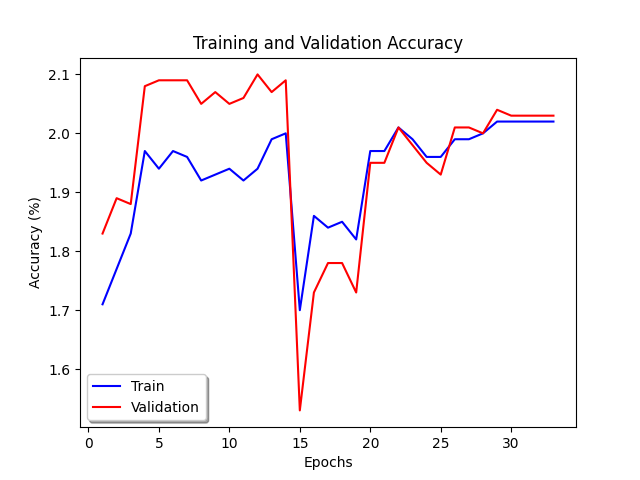 Training and Validation Accuracy
2.1
2.0
1.9
1.8
1.7
1.6
Accuracy (%)
Train
Validation
0 5 10 15 20 25 30
Epochs